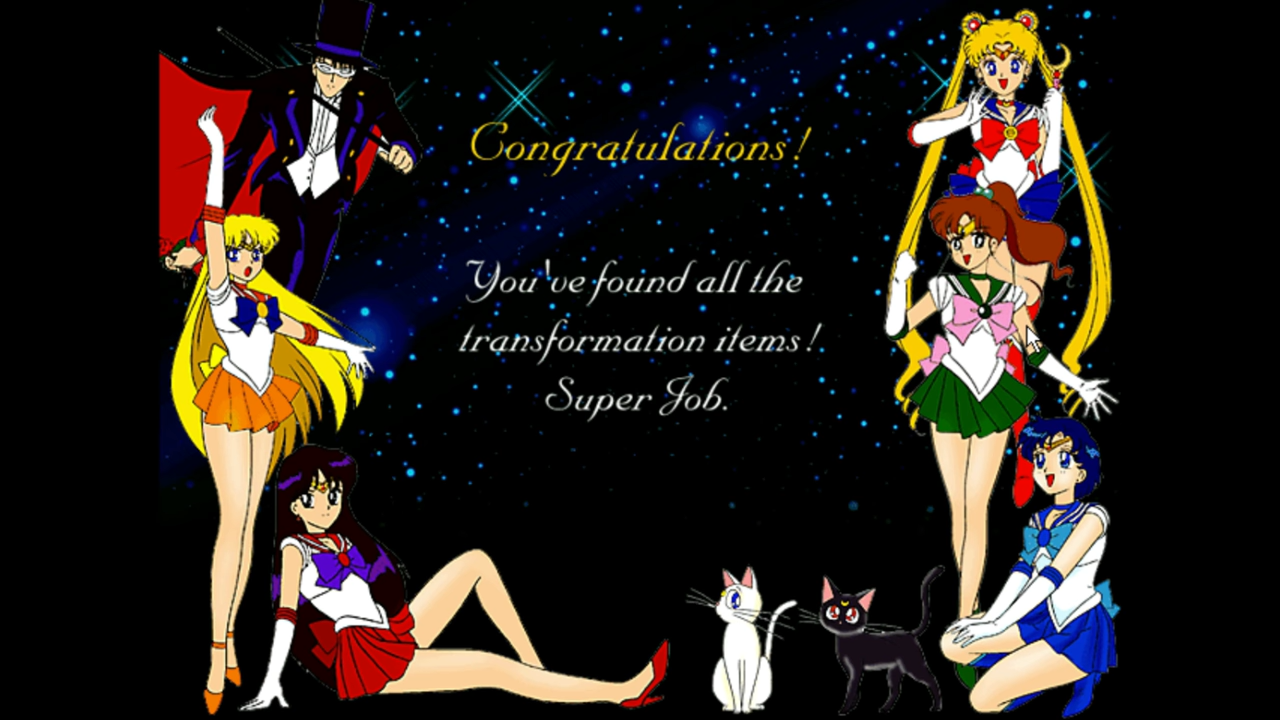 Congratulations!
You've found all the
transformation items!
Super Job.